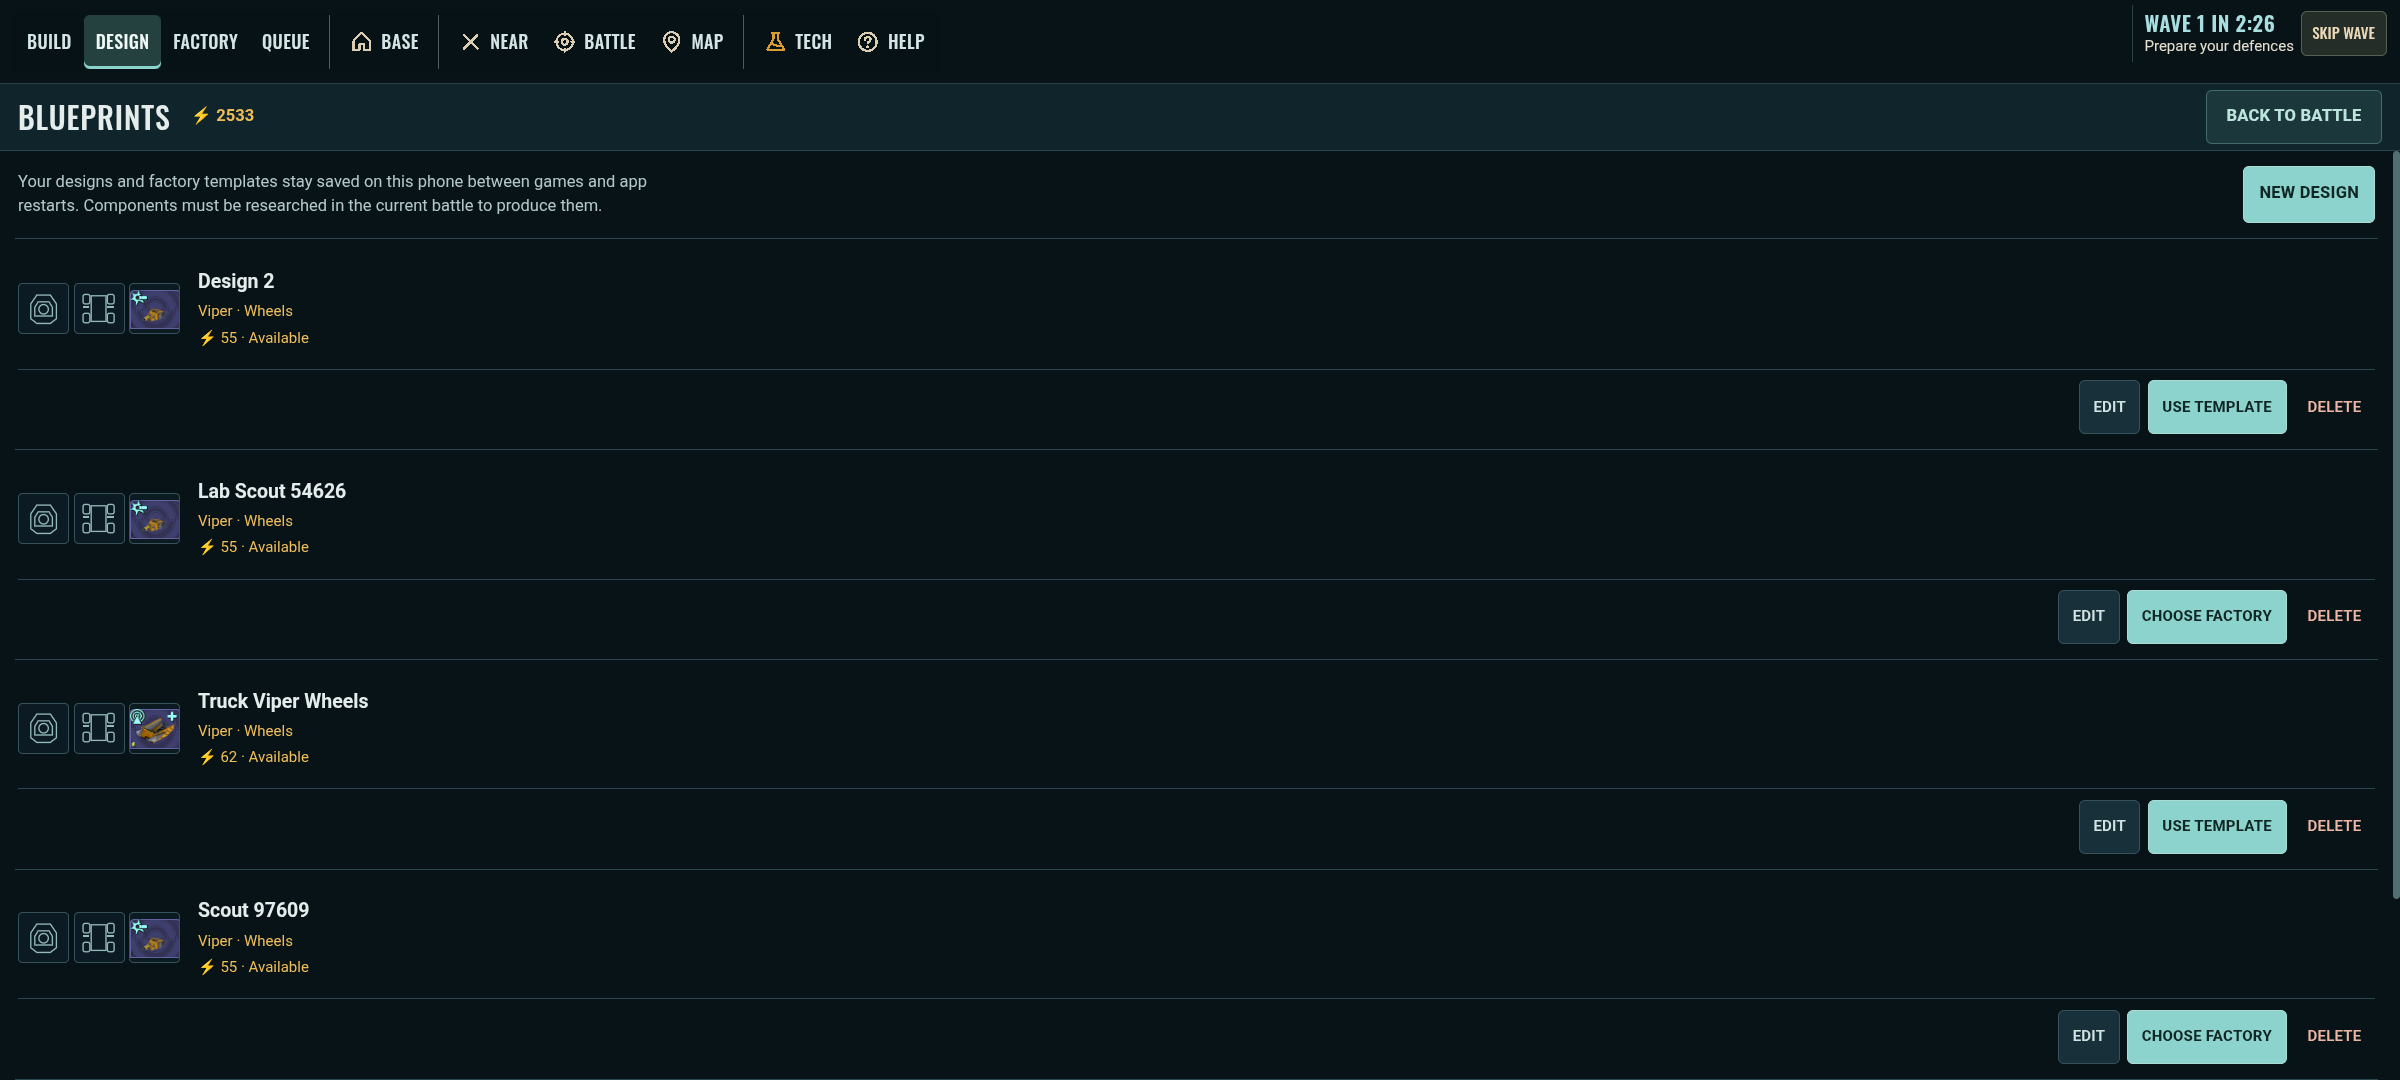 BUILD DESIGN FACTORY QUEUE BASE NEAR BATTLE MAP TECH HELP
WAVE 1 IN 2:26
Prepare your defences
SKIP WAVE
BLUEPRINTS ⚡ 2533
BACK TO BATTLE
Your designs and factory templates stay saved on this phone between games and app
restarts. Components must be researched in the current battle to produce them.
NEW DESIGN
Design 2
Viper · Wheels
⚡ 55 · Available
EDIT USE TEMPLATE DELETE
Lab Scout 54626
Viper · Wheels
⚡ 55 · Available
EDIT CHOOSE FACTORY DELETE
Truck Viper Wheels
Viper · Wheels
⚡ 62 · Available
EDIT USE TEMPLATE DELETE
Scout 97609
Viper · Wheels
⚡ 55 · Available
EDIT CHOOSE FACTORY DELETE